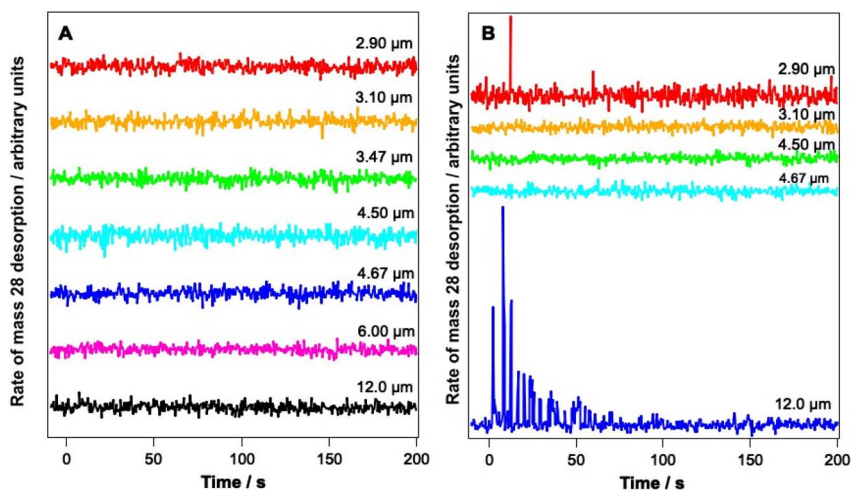 A
Rate of mass 28 desorption / arbitrary units
2.90 µm
3.10 µm
3.47 µm
4.50 µm
4.67 µm
6.00 µm
12.0 µm
0 50 100 150 200
Time / s
B
Rate of mass 28 desorption / arbitrary units
2.90 µm
3.10 µm
4.50 µm
4.67 µm
12.0 µm
0 50 100 150 200
Time / s